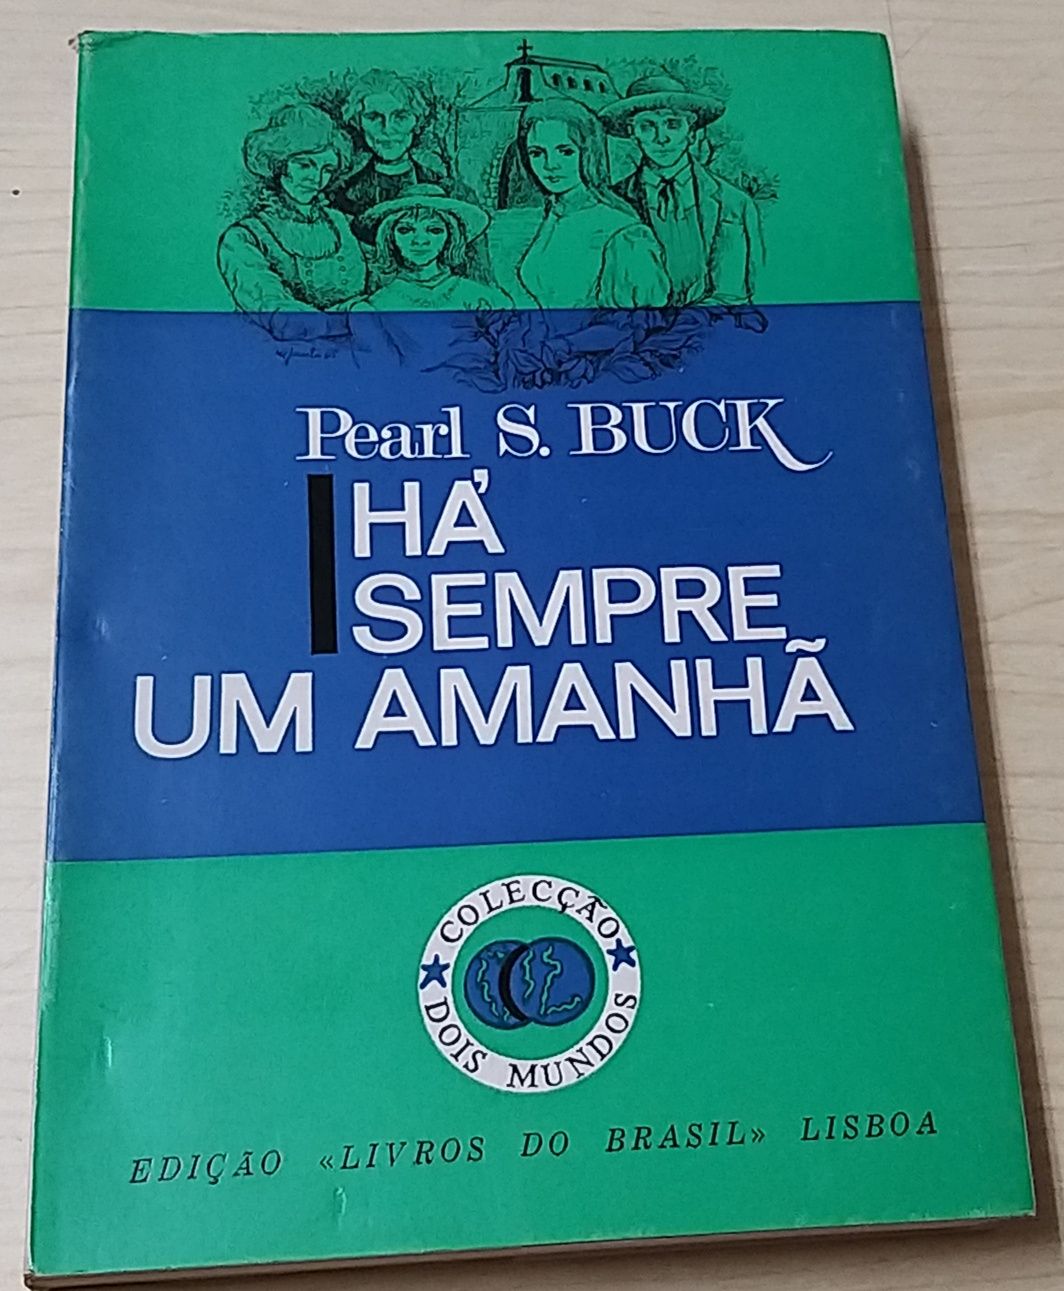 Pearl S. BUCK
HÁ
SEMPRE
UM AMANHÃ
COLECÇÃO
DOIS MUNDOS
EDIÇÃO «LIVROS DO BRASIL» LISBOA